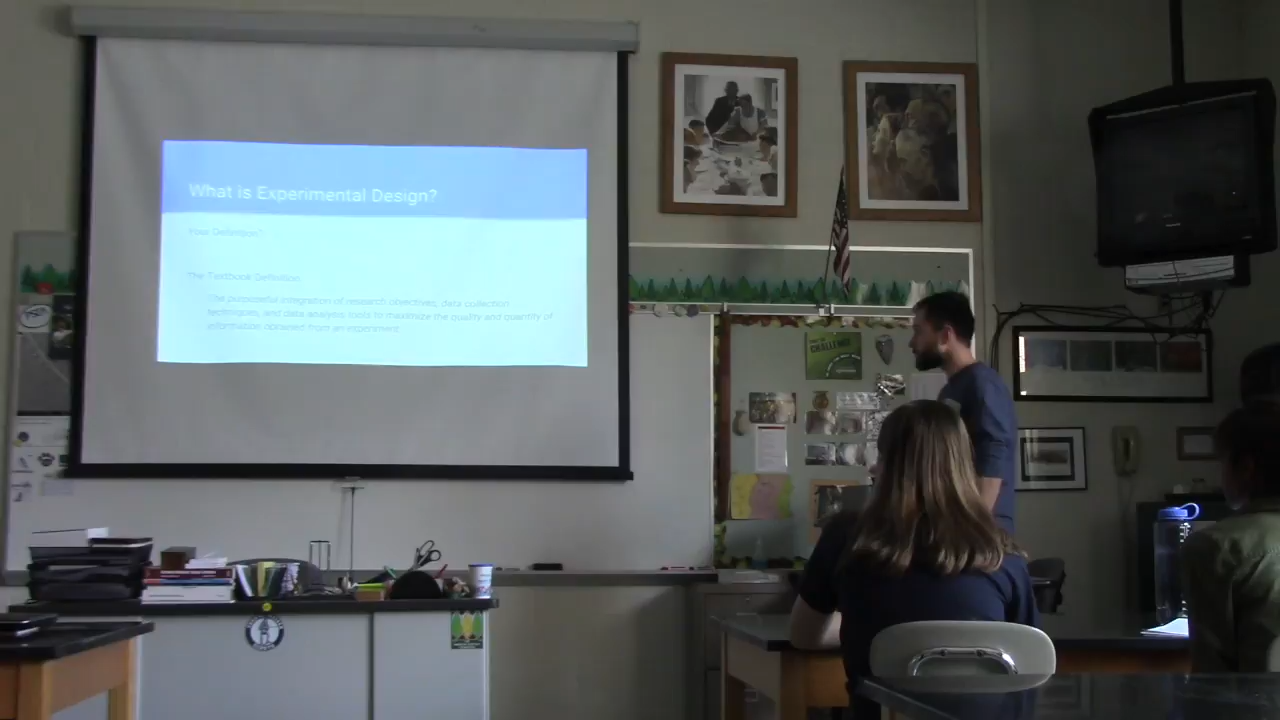 What is Experimental Design?
Your Definition?
The Textbook Definition
The purposeful integration of research objectives, data collection
techniques, and data analysis tools to maximize the quality and quantity of
information obtained from an experiment.
CHALLENGE